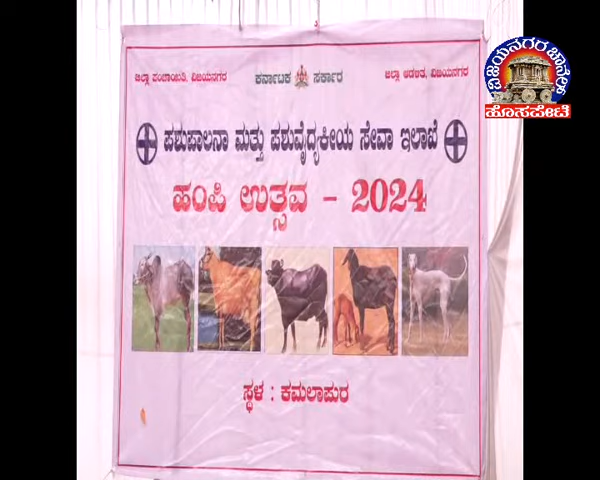 ಜಿಲ್ಲಾ ಪಂಚಾಯತಿ, ವಿಜಯನಗರ ಕರ್ನಾಟಕ ಸರ್ಕಾರ ಜಿಲ್ಲಾ ಆಡಳಿತ, ವಿಜಯನಗರ
ಪಶುಪಾಲನಾ ಮತ್ತು ಪಶುವೈದ್ಯಕೀಯ ಸೇವಾ ಇಲಾಖೆ
ಹಂಪಿ ಉತ್ಸವ - 2024
ಸ್ಥಳ : ಕಮಲಾಪುರ
ವಿಜಯನಗರ ಚಾನೆಲ್
ಹೊಸಪೇಟೆ